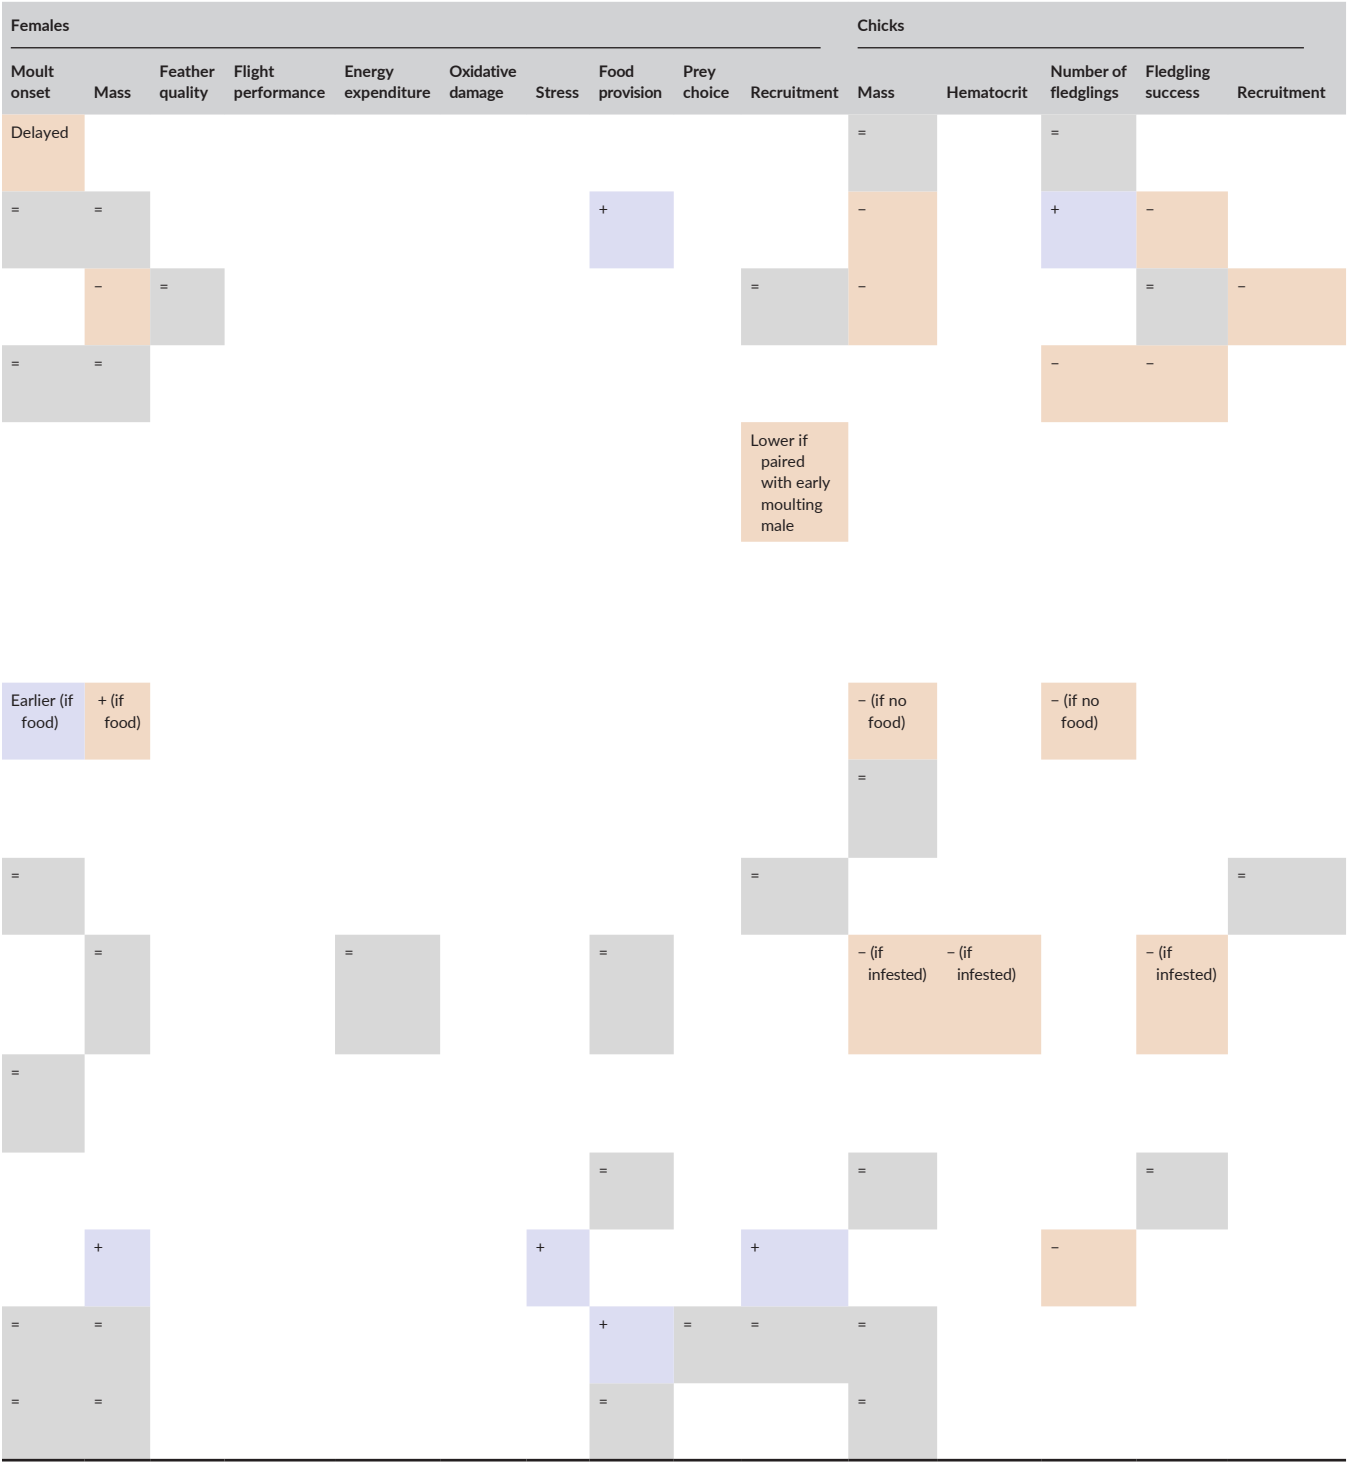 Females Chicks
Moult Feather Flight Energy Oxidative Food Prey Number of Fledgling
onset Mass quality performance expenditure damage Stress provision choice Recruitment Mass Hematocrit fledglings success Recruitment
Delayed = =
= = + – + –
– = = – = –
= = – –
Lower if
paired
with early
moulting
male
Earlier (if + (if – (if no – (if no
food) food) food) food)
=
= = =
= = = – (if – (if – (if
infested) infested) infested)
=
= = =
+ + + –
= = + = = =
= = = =